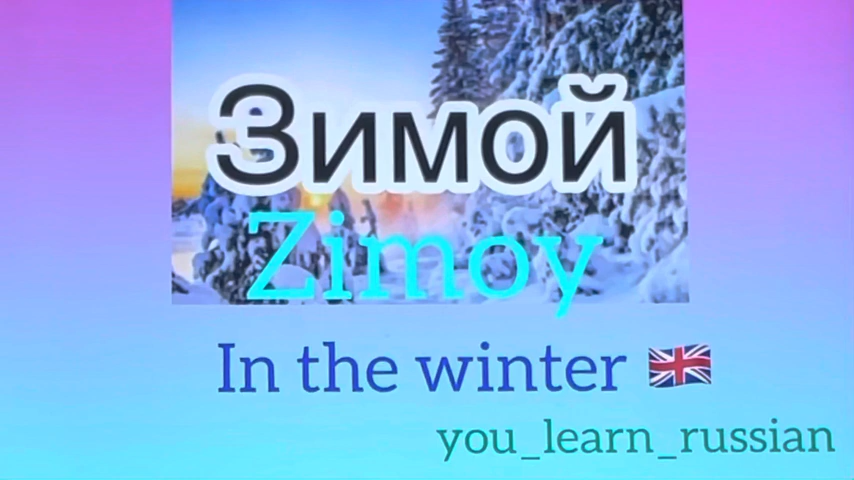 Зимой
Zimoy
In the winter 🇬🇧
you_learn_russian